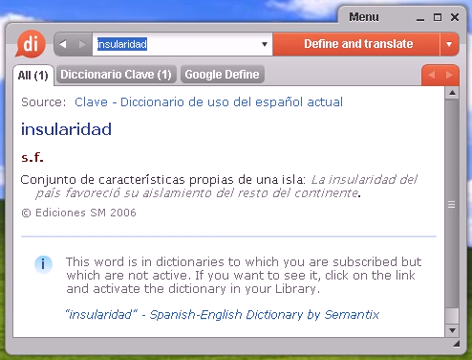 Menu
di
insularidad
Define and translate
All (1)
Diccionario Clave (1)
Google Define
Source: Clave - Diccionario de uso del español actual
insularidad
s.f.
Conjunto de características propias de una isla: La insularidad del
país favoreció su aislamiento del resto del continente.
© Ediciones SM 2006
i
This word is in dictionaries to which you are subscribed but
which are not active. If you want to see it, click on the link
and activate the dictionary in your Library.
"insularidad" - Spanish-English Dictionary by Semantix